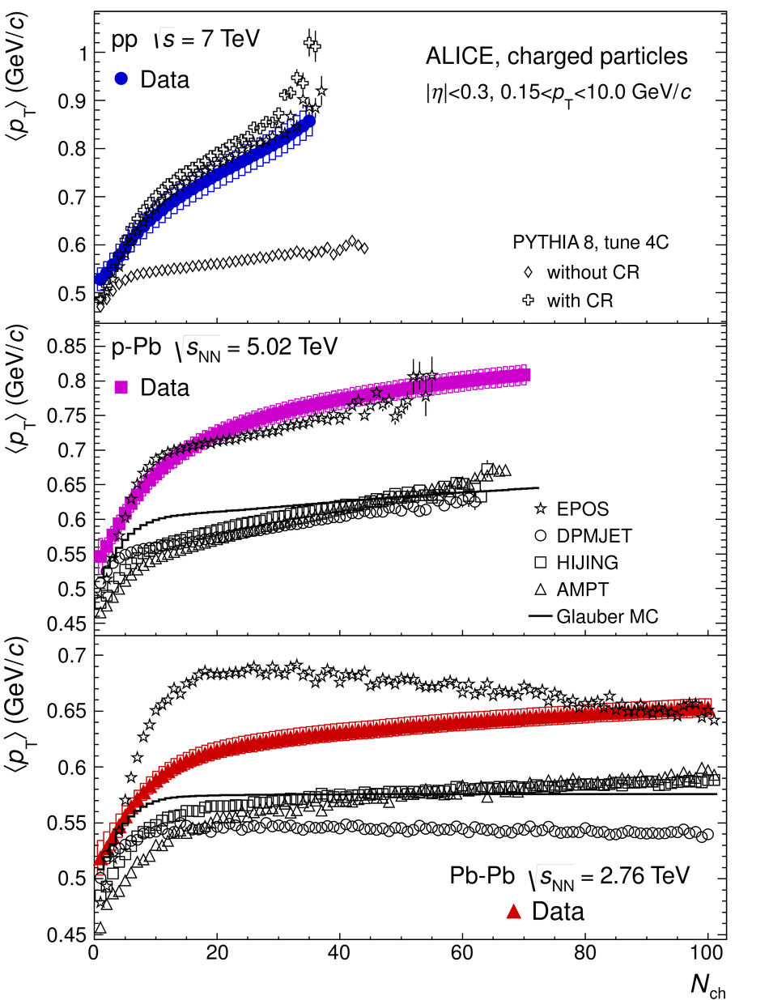 pp √s = 7 TeV
Data
ALICE, charged particles
|η|<0.3, 0.15<pT<10.0 GeV/c
PYTHIA 8, tune 4C
without CR
with CR
⟨pT⟩ (GeV/c)
1
0.9
0.8
0.7
0.6
0.5
p-Pb √sNN = 5.02 TeV
Data
EPOS
DPMJET
HIJING
AMPT
Glauber MC
⟨pT⟩ (GeV/c)
0.85
0.8
0.75
0.7
0.65
0.6
0.55
0.5
0.45
Pb-Pb √sNN = 2.76 TeV
Data
⟨pT⟩ (GeV/c)
0.7
0.65
0.6
0.55
0.5
0.45
0 20 40 60 80 100
Nch